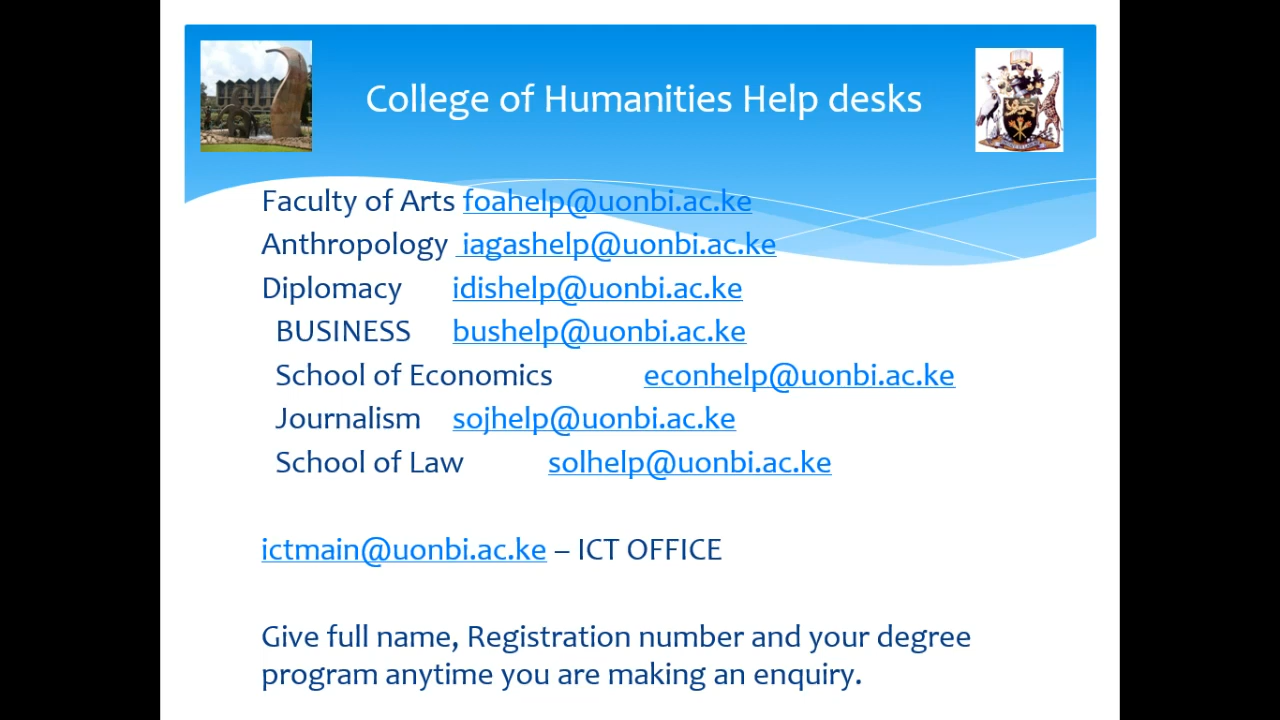 College of Humanities Help desks
Faculty of Arts foahelp@uonbi.ac.ke
Anthropology iagashelp@uonbi.ac.ke
Diplomacy idishelp@uonbi.ac.ke
BUSINESS bushelp@uonbi.ac.ke
School of Economics econhelp@uonbi.ac.ke
Journalism sojhelp@uonbi.ac.ke
School of Law solhelp@uonbi.ac.ke
ictmain@uonbi.ac.ke – ICT OFFICE
Give full name, Registration number and your degree
program anytime you are making an enquiry.